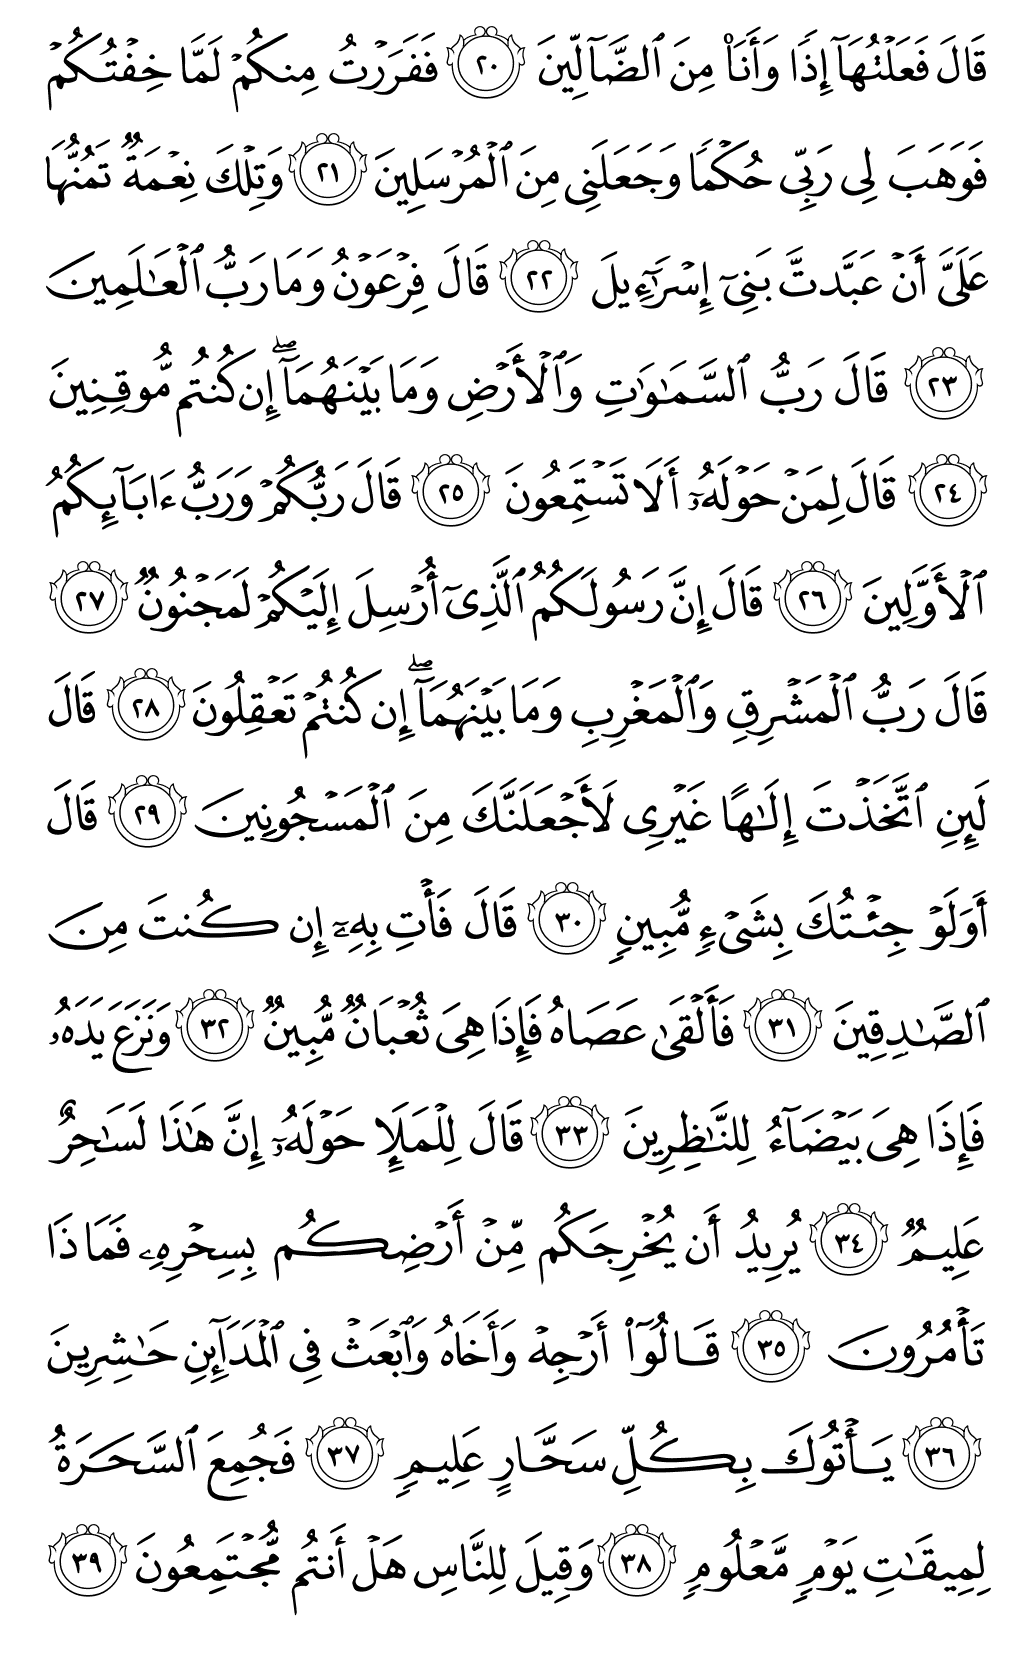 قَالَ فَعَلۡتُهَآ إِذٗا وَأَنَا۠ مِنَ ٱلضَّآلِّينَ ٢٠ فَفَرَرۡتُ مِنكُمۡ لَمَّا خِفۡتُكُمۡ
فَوَهَبَ لِي رَبِّي حُكۡمٗا وَجَعَلَنِي مِنَ ٱلۡمُرۡسَلِينَ ٢١ وَتِلۡكَ نِعۡمَةٞ تَمُنُّهَا
عَلَيَّ أَنۡ عَبَّدتَّ بَنِيٓ إِسۡرَٰٓءِيلَ ٢٢ قَالَ فِرۡعَوۡنُ وَمَا رَبُّ ٱلۡعَٰلَمِينَ
٢٣ قَالَ رَبُّ ٱلسَّمَٰوَٰتِ وَٱلۡأَرۡضِ وَمَا بَيۡنَهُمَآۖ إِن كُنتُم مُّوقِنِينَ
٢٤ قَالَ لِمَنۡ حَوۡلَهُۥٓ أَلَا تَسۡتَمِعُونَ ٢٥ قَالَ رَبُّكُمۡ وَرَبُّ ءَابَآئِكُمُ
ٱلۡأَوَّلِينَ ٢٦ قَالَ إِنَّ رَسُولَكُمُ ٱلَّذِيٓ أُرۡسِلَ إِلَيۡكُمۡ لَمَجۡنُونٞ ٢٧
قَالَ رَبُّ ٱلۡمَشۡرِقِ وَٱلۡمَغۡرِبِ وَمَا بَيۡنَهُمَآۖ إِن كُنتُمۡ تَعۡقِلُونَ ٢٨ قَالَ
لَئِنِ ٱتَّخَذۡتَ إِلَٰهًا غَيۡرِي لَأَجۡعَلَنَّكَ مِنَ ٱلۡمَسۡجُونِينَ ٢٩ قَالَ
أَوَلَوۡ جِئۡتُكَ بِشَيۡءٖ مُّبِينٖ ٣٠ قَالَ فَأۡتِ بِهِۦٓ إِن كُنتَ مِنَ
ٱلصَّٰدِقِينَ ٣١ فَأَلۡقَىٰ عَصَاهُ فَإِذَا هِيَ ثُعۡبَانٞ مُّبِينٞ ٣٢ وَنَزَعَ يَدَهُۥ
فَإِذَا هِيَ بَيۡضَآءُ لِلنَّٰظِرِينَ ٣٣ قَالَ لِلۡمَلَإِ حَوۡلَهُۥٓ إِنَّ هَٰذَا لَسَٰحِرٌ
عَلِيمٞ ٣٤ يُرِيدُ أَن يُخۡرِجَكُم مِّنۡ أَرۡضِكُم بِسِحۡرِهِۦ فَمَاذَا
تَأۡمُرُونَ ٣٥ قَالُوٓاْ أَرۡجِهۡ وَأَخَاهُ وَٱبۡعَثۡ فِي ٱلۡمَدَآئِنِ حَٰشِرِينَ
٣٦ يَأۡتُوكَ بِكُلِّ سَحَّارٍ عَلِيمٖ ٣٧ فَجُمِعَ ٱلسَّحَرَةُ
لِمِيقَٰتِ يَوۡمٖ مَّعۡلُومٖ ٣٨ وَقِيلَ لِلنَّاسِ هَلۡ أَنتُم مُّجۡتَمِعُونَ ٣٩